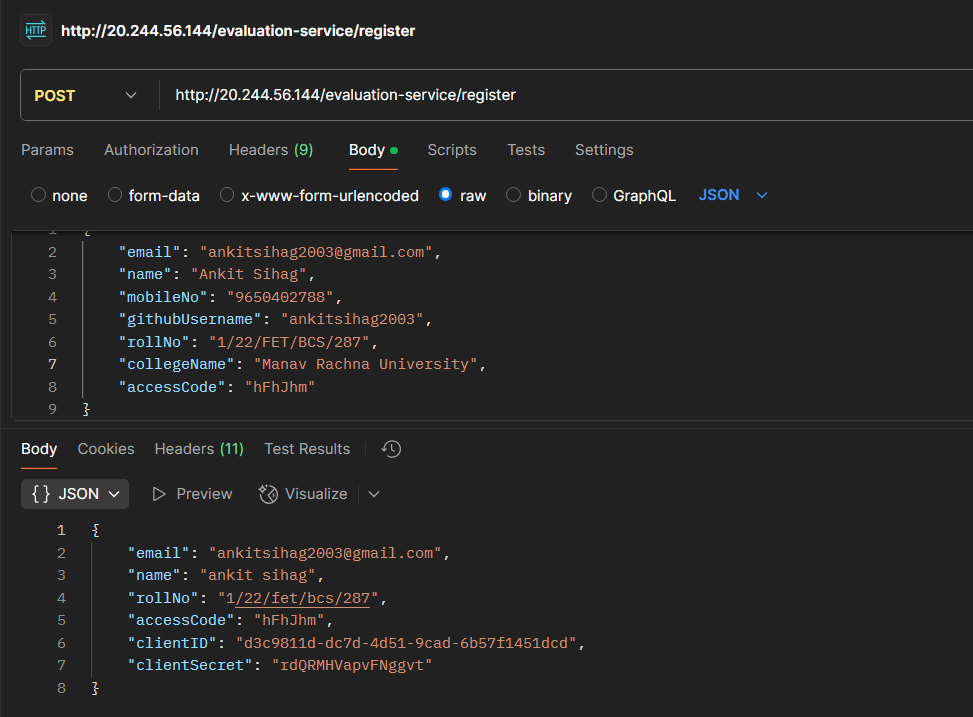 HTTP http://20.244.56.144/evaluation-service/register
POST http://20.244.56.144/evaluation-service/register
Params Authorization Headers (9) Body Scripts Tests Settings
none form-data x-www-form-urlencoded raw binary GraphQL JSON
1 {
2 "email": "ankitsihag2003@gmail.com",
3 "name": "Ankit Sihag",
4 "mobileNo": "9650402788",
5 "githubUsername": "ankitsihag2003",
6 "rollNo": "1/22/FET/BCS/287",
7 "collegeName": "Manav Rachna University",
8 "accessCode": "hFhJhm"
9 }
Body Cookies Headers (11) Test Results
{} JSON Preview Visualize
1 {
2 "email": "ankitsihag2003@gmail.com",
3 "name": "ankit sihag",
4 "rollNo": "1/22/fet/bcs/287",
5 "accessCode": "hFhJhm",
6 "clientID": "d3c9811d-dc7d-4d51-9cad-6b57f1451dcd",
7 "clientSecret": "rdQRMHVapvFNggvt"
8 }